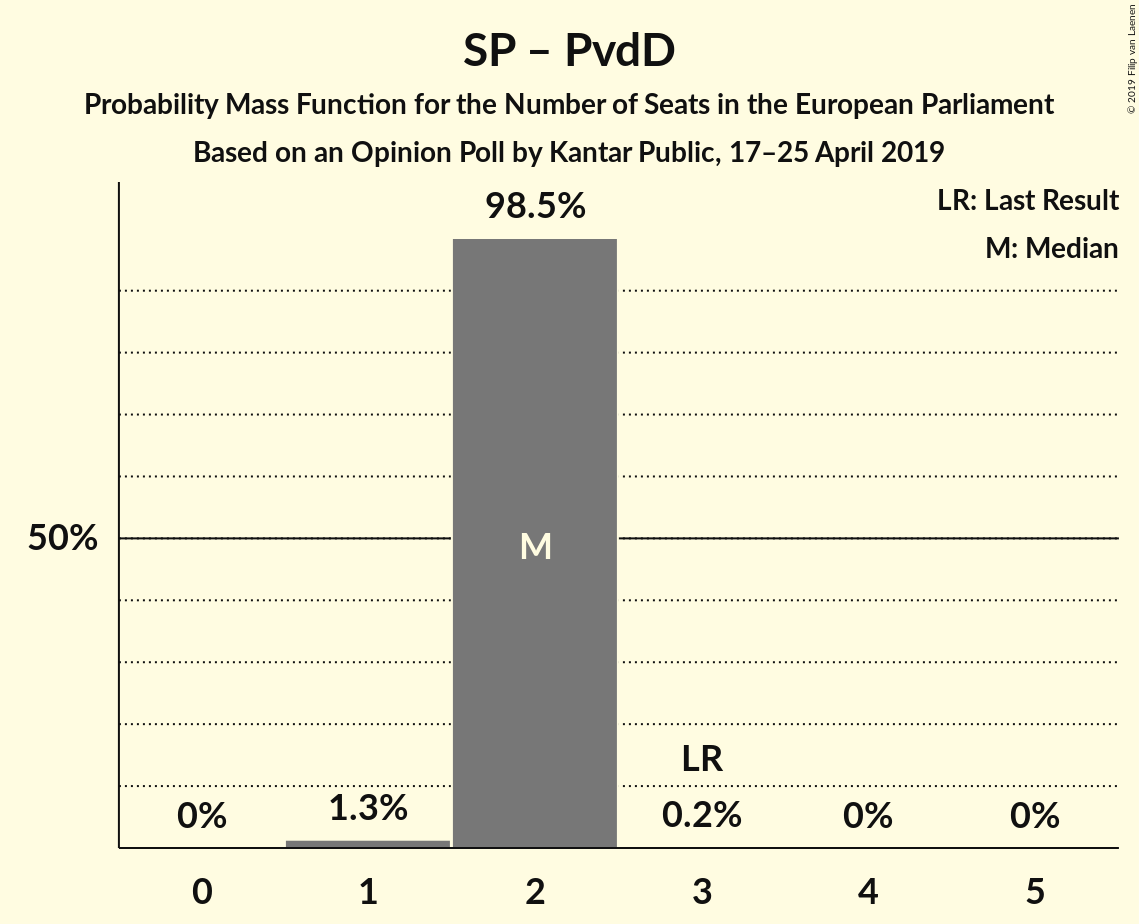 SP – PvdD
Probability Mass Function for the Number of Seats in the European Parliament
Based on an Opinion Poll by Kantar Public, 17–25 April 2019
© 2019 Filip van Laenen
LR: Last Result
M: Median
98.5%
50%
M
LR
0%
1.3%
0.2%
0%
0%
0 1 2 3 4 5